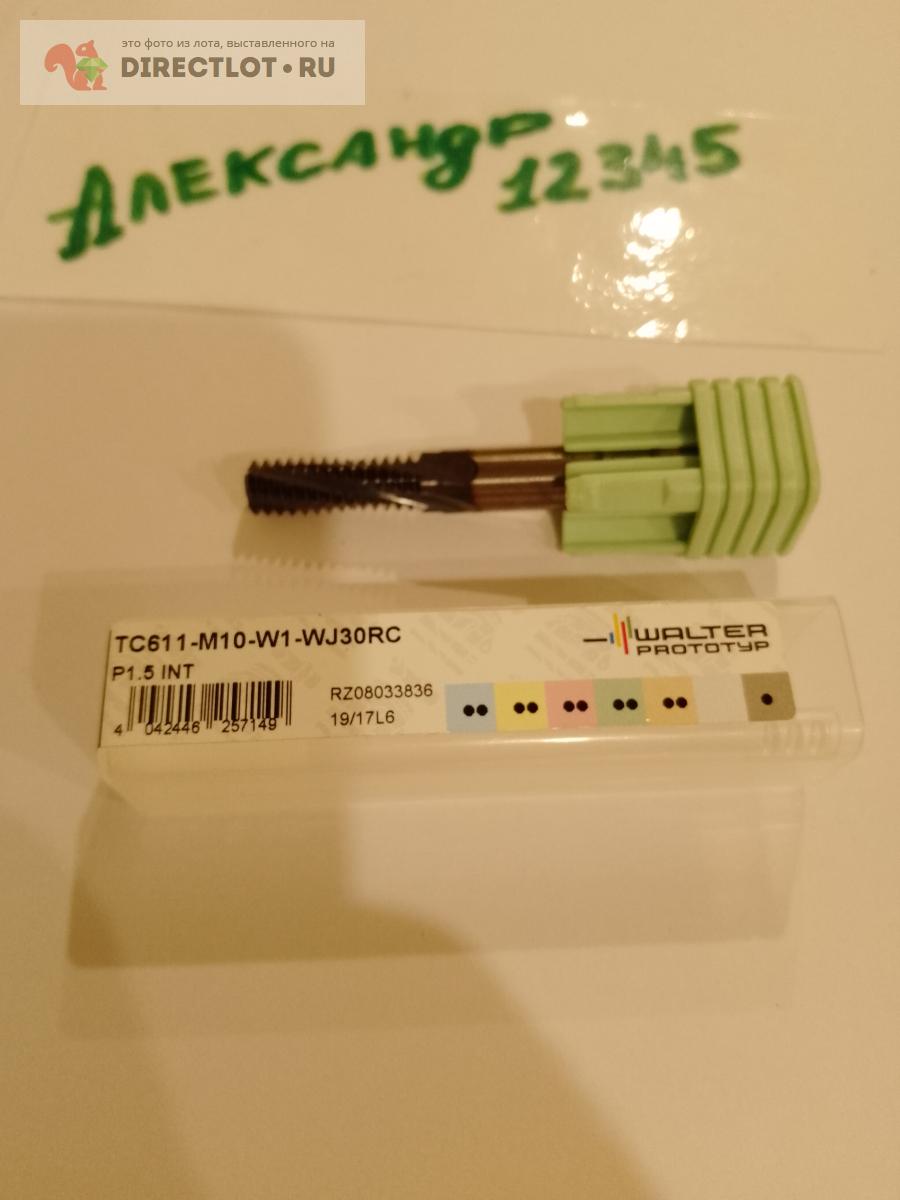 это фото из лота, выставленного на
DIRECTLOT•RU
Александр
12345
TC611-M10-W1-WJ30RC
P1.5 INT
WALTER
PROTOTYP
RZ08033836
19/17L6
4 042446 257149